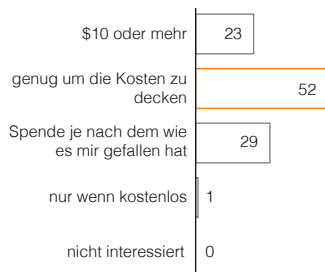 $10 oder mehr 23
genug um die Kosten zu
decken 52
Spende je nach dem wie
es mir gefallen hat 29
nur wenn kostenlos 1
nicht interessiert 0